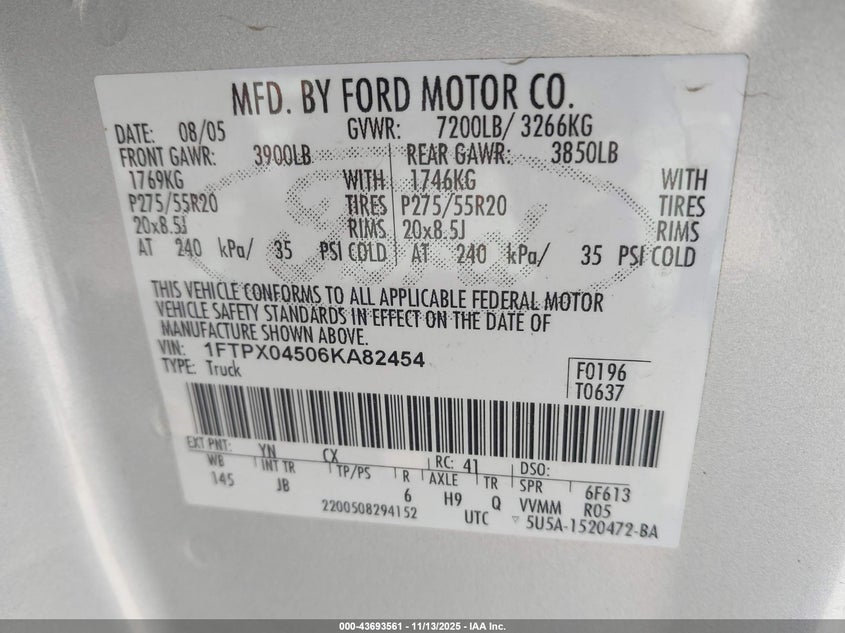 MFD. BY FORD MOTOR CO.
DATE: 08/05 GVWR: 7200LB/ 3266KG
FRONT GAWR: 3900LB REAR GAWR: 3850LB
1769KG WITH 1746KG WITH
P275/55R20 TIRES P275/55R20 TIRES
20x8.5J RIMS 20x8.5J RIMS
AT 240 kPa/ 35 PSI COLD AT 240 kPa/ 35 PSI COLD
Ford
THIS VEHICLE CONFORMS TO ALL APPLICABLE FEDERAL MOTOR
VEHICLE SAFETY STANDARDS IN EFFECT ON THE DATE OF
MANUFACTURE SHOWN ABOVE.
VIN: 1FTPX04506KA82454
TYPE: Truck
F0196
T0637
EXT PNT: YN CX RC: 41 DSO:
WB INT TR TP/PS R AXLE TR SPR 6F613
145 JB 6 H9 Q VVMM R05
2200508294152 UTC ▽ 5U5A-1520472-BA
000-43693561 - 11/13/2025 - IAA Inc.